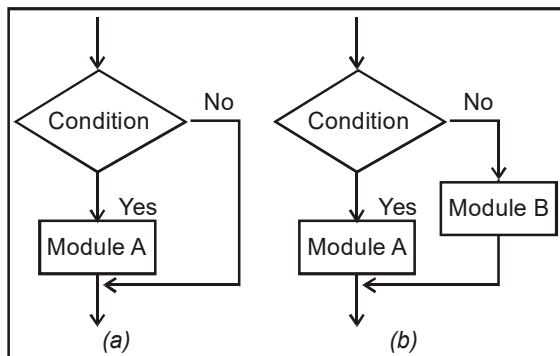 Condition
No
Yes
Module A
(a)
Condition
No
Yes
Module A
Module B
(b)